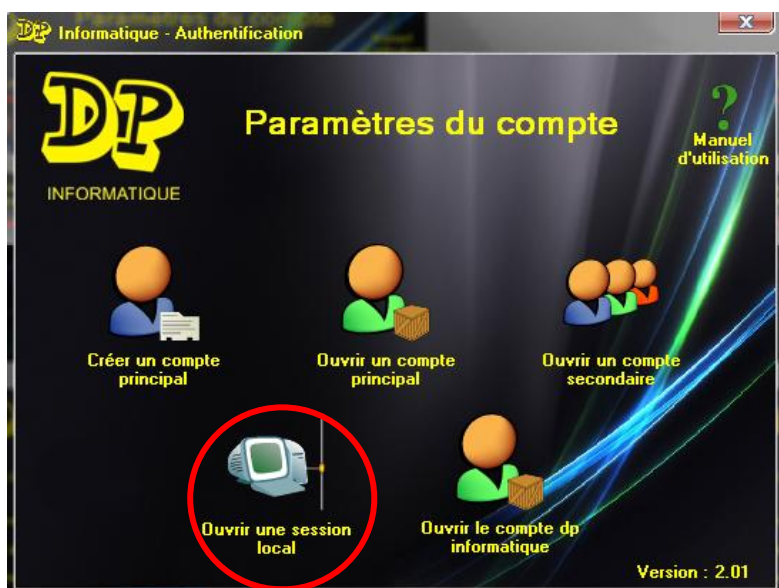 DP Informatique - Authentification
X
DP
INFORMATIQUE
Paramètres du compte
?
Manuel
d'utilisation
Créer un compte
principal
Ouvrir un compte
principal
Ouvrir un compte
secondaire
Ouvrir une session
local
Ouvrir le compte dp
informatique
Version : 2.01